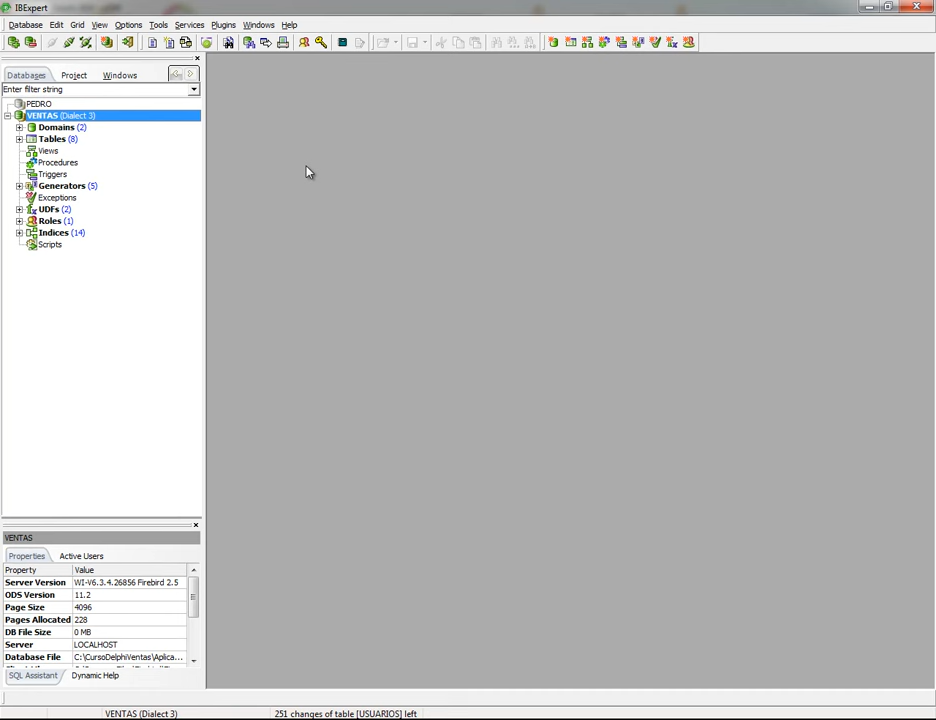 IBExpert
Database Edit Grid View Options Tools Services Plugins Windows Help
Databases Project Windows
Enter filter string
PEDRO
VENTAS (Dialect 3)
Domains (2)
Tables (8)
Views
Procedures
Triggers
Generators (5)
Exceptions
UDFs (2)
Roles (1)
Indices (14)
Scripts
VENTAS
Properties Active Users
Property Value
Server Version WI-V6.3.4.26856 Firebird 2.5
ODS Version 11.2
Page Size 4096
Pages Allocated 228
DB File Size 0 MB
Server LOCALHOST
Database File C:\CursoDelphiVentas\Aplica...
SQL Assistant Dynamic Help
VENTAS (Dialect 3) 251 changes of table [USUARIOS] left